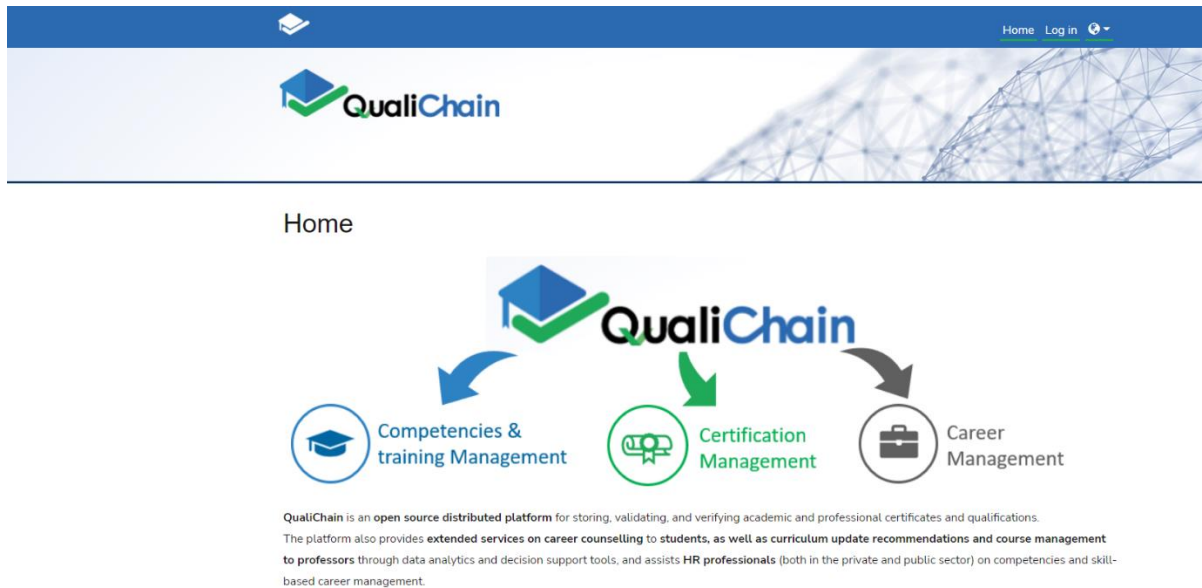 Home Log in
QualiChain
Home
QualiChain
Competencies &
training Management
Certification
Management
Career
Management
QualiChain is an open source distributed platform for storing, validating, and verifying academic and professional certificates and qualifications.
The platform also provides extended services on career counselling to students, as well as curriculum update recommendations and course management
to professors through data analytics and decision support tools, and assists HR professionals (both in the private and public sector) on competencies and skill-
based career management.